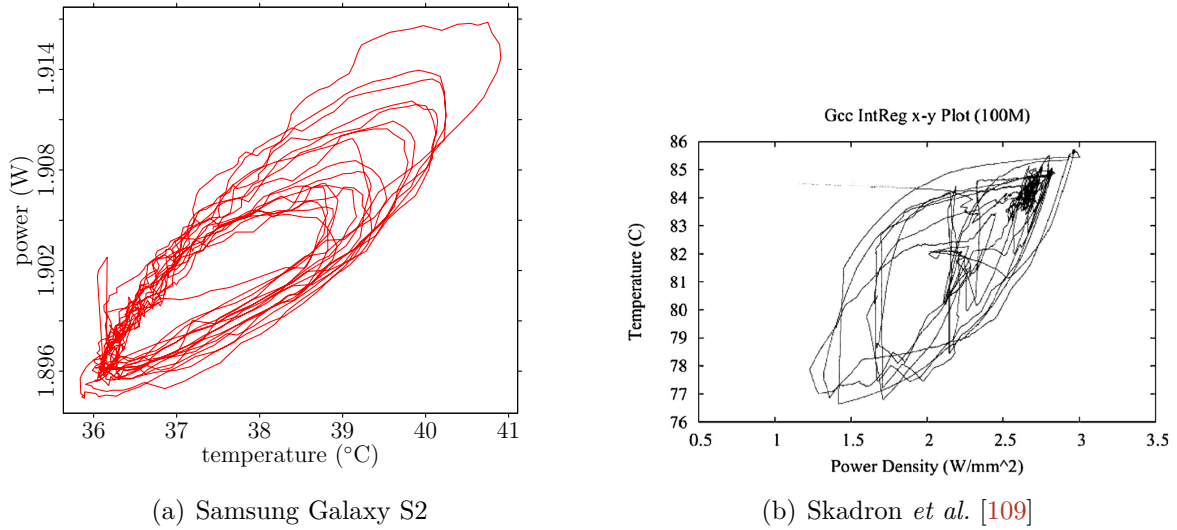 1.914
1.908
1.902
1.896
power (W)
36 37 38 39 40 41
temperature (°C)
(a) Samsung Galaxy S2
Gcc IntReg x-y Plot (100M)
86
85
84
83
82
81
80
79
78
77
76
Temperature (C)
0.5 1 1.5 2 2.5 3 3.5
Power Density (W/mm^2)
(b) Skadron et al. [109]